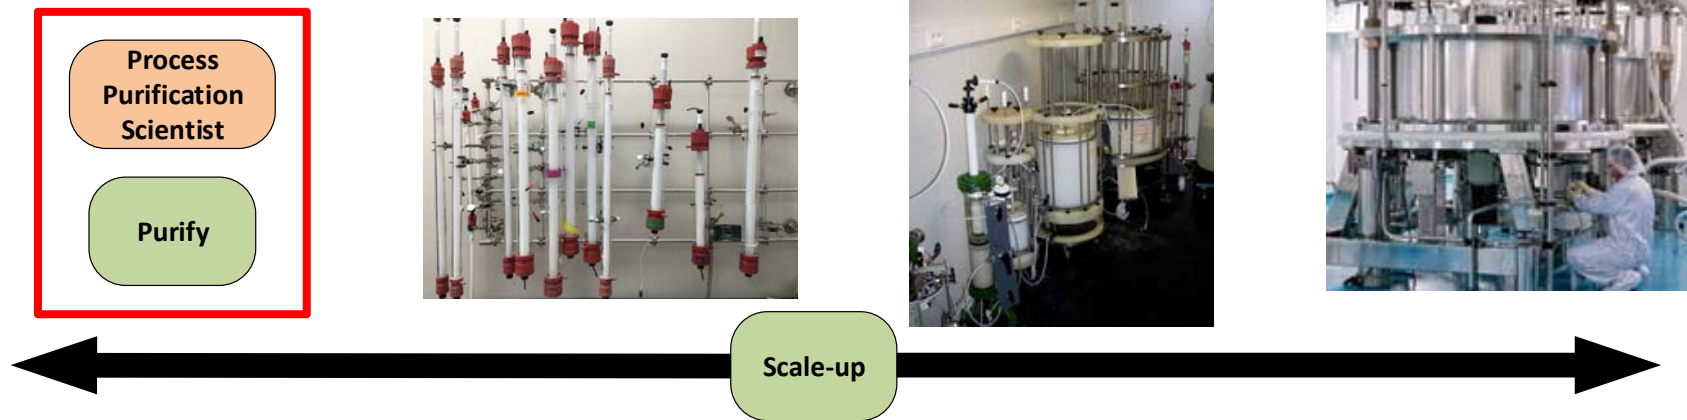 Process
Purification
Scientist
Purify
Scale-up